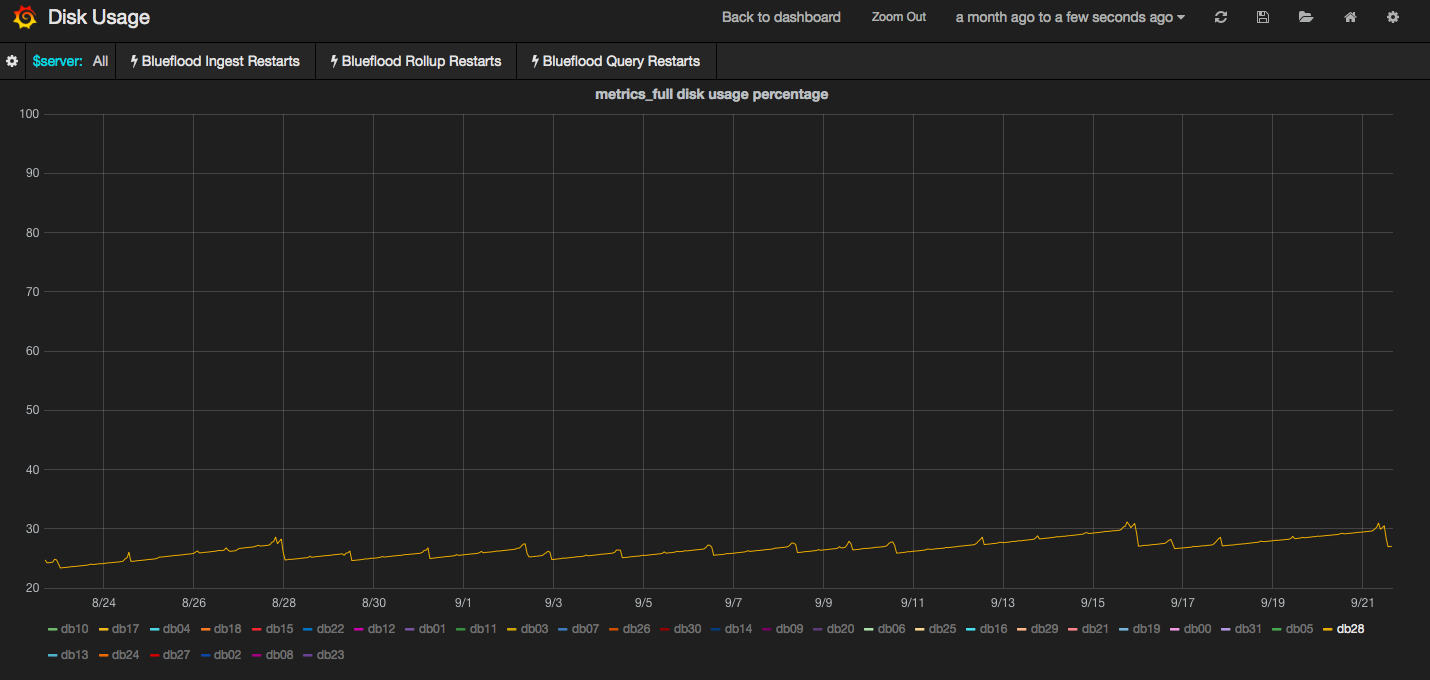 Disk Usage Back to dashboard Zoom Out a month ago to a few seconds ago
$server: All Blueflood Ingest Restarts Blueflood Rollup Restarts Blueflood Query Restarts
metrics_full disk usage percentage
100
90
80
70
60
50
40
30
20
8/24 8/26 8/28 8/30 9/1 9/3 9/5 9/7 9/9 9/11 9/13 9/15 9/17 9/19 9/21
db10 db17 db04 db18 db15 db22 db12 db01 db11 db03 db07 db26 db30 db14 db09 db20 db06 db25 db16 db29 db21 db19 db00 db31 db05 db28
db13 db24 db27 db02 db08 db23